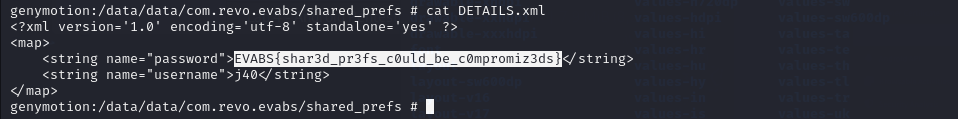 genymotion:/data/data/com.revo.evabs/shared_prefs # cat DETAILS.xml
<?xml version='1.0' encoding='utf-8' standalone='yes' ?>
<map>
    <string name="password">EVABS{shar3d_pr3fs_c0uld_be_c0mpromiz3ds}</string>
    <string name="username">j40</string>
</map>
genymotion:/data/data/com.revo.evabs/shared_prefs #